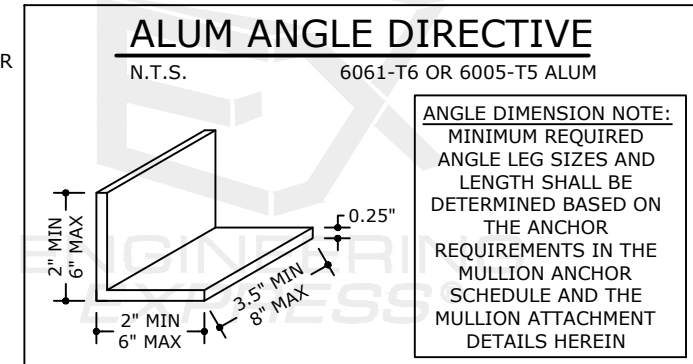 R
ALUM ANGLE DIRECTIVE
N.T.S.
6061-T6 OR 6005-T5 ALUM
ANGLE DIMENSION NOTE:
MINIMUM REQUIRED
ANGLE LEG SIZES AND
LENGTH SHALL BE
DETERMINED BASED ON
THE ANCHOR
REQUIREMENTS IN THE
MULLION ANCHOR
SCHEDULE AND THE
MULLION ATTACHMENT
DETAILS HEREIN
0.25"
2" MIN
6" MAX
3.5" MIN
8" MAX
2" MIN
6" MAX
EX
ENGINEERING
EXPRESS®